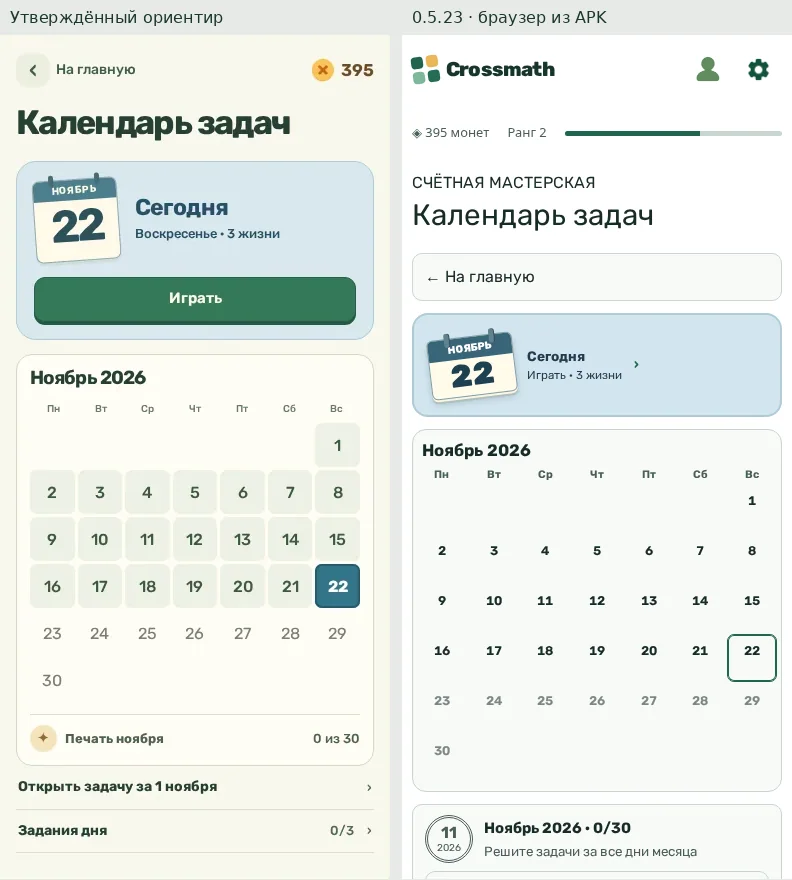 Утверждённый ориентир
На главную
395
Календарь задач
НОЯБРЬ
22
Сегодня
Воскресенье • 3 жизни
Играть
Ноябрь 2026
Пн Вт Ср Чт Пт Сб Вс
1
2 3 4 5 6 7 8
9 10 11 12 13 14 15
16 17 18 19 20 21 22
23 24 25 26 27 28 29
30
Печать ноября 0 из 30
Открыть задачу за 1 ноября ›
Задания дня 0/3 ›
0.5.23 · браузер из APK
Crossmath
◈ 395 монет Ранг 2
СЧЁТНАЯ МАСТЕРСКАЯ
Календарь задач
← На главную
НОЯБРЬ
22
Сегодня
Играть • 3 жизни ›
Ноябрь 2026
Пн Вт Ср Чт Пт Сб Вс
1
2 3 4 5 6 7 8
9 10 11 12 13 14 15
16 17 18 19 20 21 22
23 24 25 26 27 28 29
30
11
2026
Ноябрь 2026 • 0/30
Решите задачи за все дни месяца